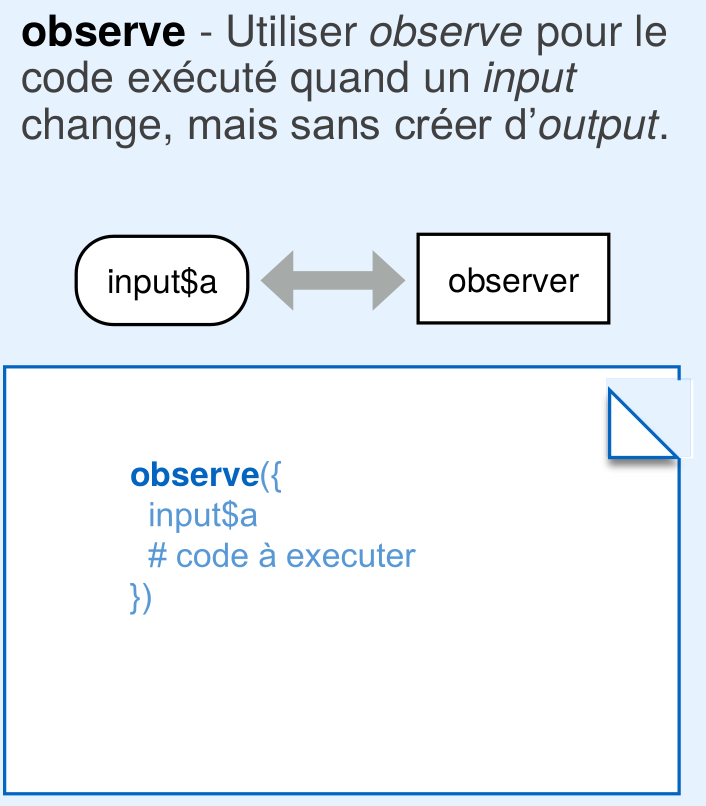 observe - Utiliser observe pour le
code exécuté quand un input
change, mais sans créer d’output.
input$a
observer
observe({
input$a
# code à executer
})